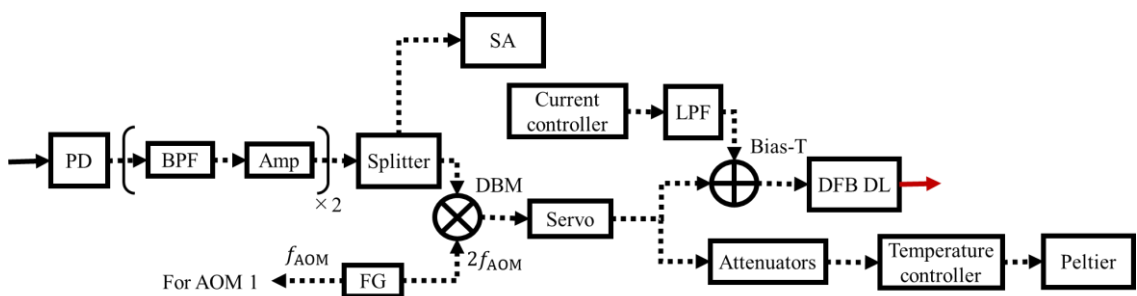 SA
Current
controller
LPF
Bias-T
PD
BPF
Amp
× 2
Splitter
DBM
DFB DL
Servo
f_AOM
2f_AOM
For AOM 1
FG
Attenuators
Temperature
controller
Peltier